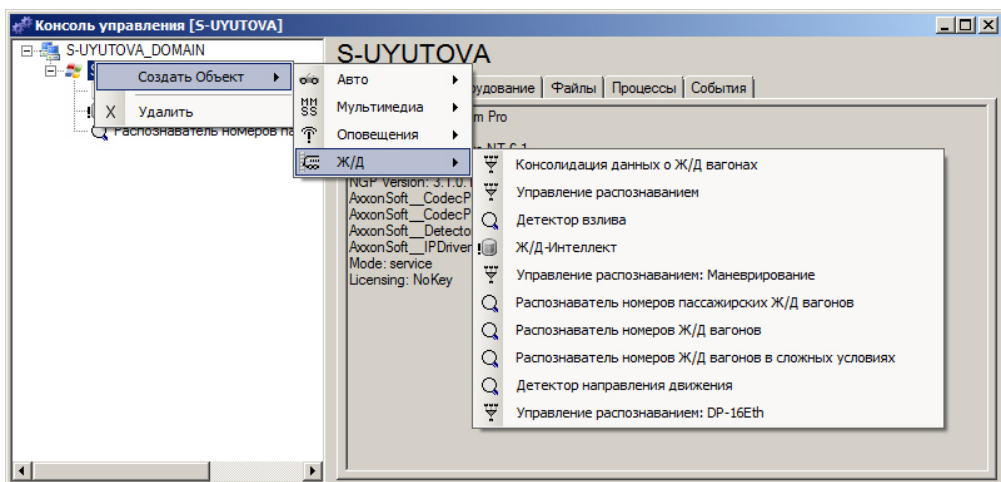 Консоль управления [S-UYUTOVA]
S-UYUTOVA_DOMAIN
S-UYUTOVA
Создать Объект
Удалить
Распознаватель номеров
Авто
Мультимедиа
Оповещения
Ж/Д
Файлы
Процессы
События
m Pro
NGP Version: 3.1.0.1
AxxonSoft__CodecP
AxxonSoft__CodecP
AxxonSoft__Detecto
AxxonSoft__IPDriver
Mode: service
Licensing: NoKey
Консолидация данных о Ж/Д вагонах
Управление распознаванием
Детектор взлива
Ж/Д-Интеллект
Управление распознаванием: Маневрирование
Распознаватель номеров пассажирских Ж/Д вагонов
Распознаватель номеров Ж/Д вагонов
Распознаватель номеров Ж/Д вагонов в сложных условиях
Детектор направления движения
Управление распознаванием: DP-16Eth